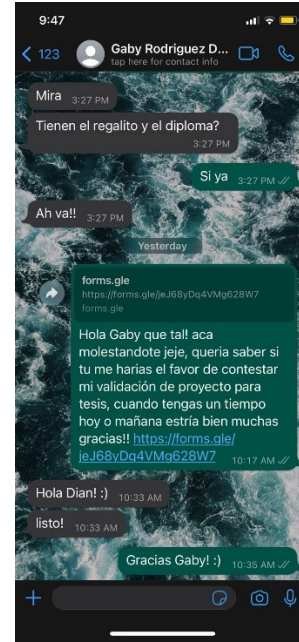 9:47
123
Gaby Rodriguez D...
tap here for contact info
Mira 3:27 PM
Tienen el regalito y el diploma?
3:27 PM
Si ya 3:27 PM
Ah va!! 3:27 PM
Yesterday
forms.gle
https://forms.gle/jeJ68yDq4VMg628W7
forms.gle
Hola Gaby que tal! aca
molestandote jeje, queria saber si
tu me harias el favor de contestar
mi validación de proyecto para
tesis, cuando tengas un tiempo
hoy o mañana estría bien muchas
gracias!! https://forms.gle/
jeJ68yDq4VMg628W7 10:17 AM
Hola Dian! :) 10:33 AM
listo! 10:33 AM
Gracias Gaby! :) 10:35 AM